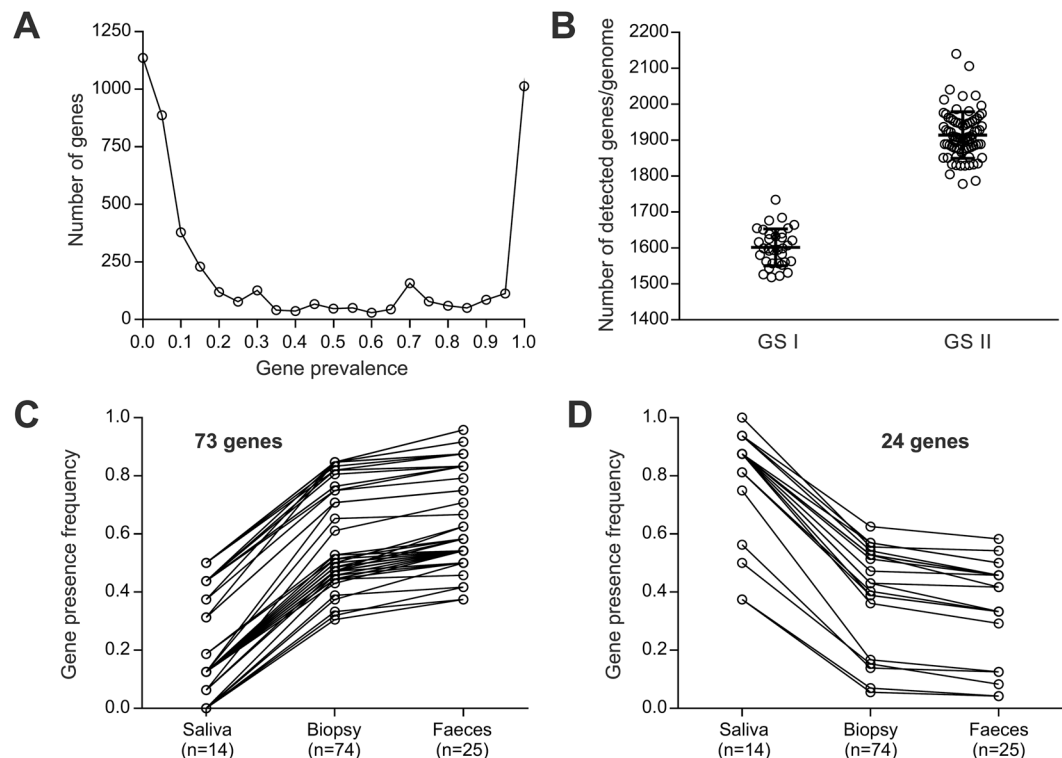 A
1250
1000
750
500
250
0
Number of genes
0.0 0.1 0.2 0.3 0.4 0.5 0.6 0.7 0.8 0.9 1.0
Gene prevalence
B
2200
2100
2000
1900
1800
1700
1600
1500
1400
Number of detected genes/genome
GS I GS II
C
73 genes
1.0
0.8
0.6
0.4
0.2
0.0
Gene presence frequency
Saliva Biopsy Faeces
(n=14) (n=74) (n=25)
D
24 genes
1.0
0.8
0.6
0.4
0.2
0.0
Gene presence frequency
Saliva Biopsy Faeces
(n=14) (n=74) (n=25)